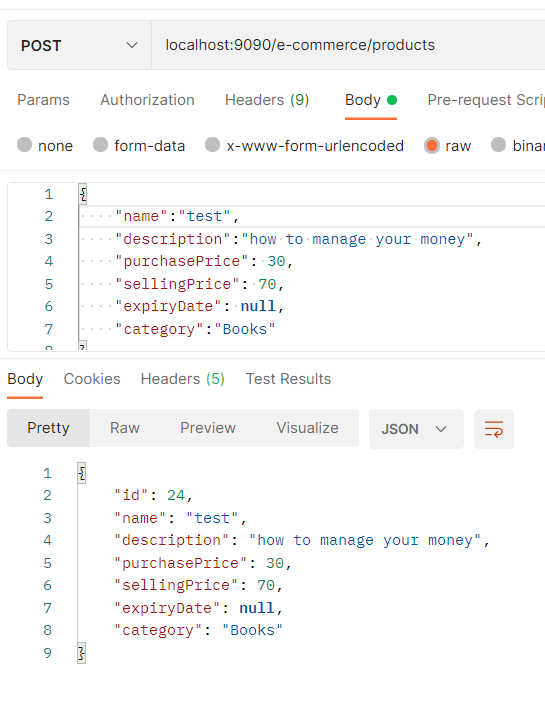 POST localhost:9090/e-commerce/products
Params Authorization Headers (9) Body Pre-request Scri
none form-data x-www-form-urlencoded raw binar
1 {
2 "name":"test",
3 "description":"how to manage your money",
4 "purchasePrice": 30,
5 "sellingPrice": 70,
6 "expiryDate": null,
7 "category":"Books"
8 }
Body Cookies Headers (5) Test Results
Pretty Raw Preview Visualize JSON
1 {
2 "id": 24,
3 "name": "test",
4 "description": "how to manage your money",
5 "purchasePrice": 30,
6 "sellingPrice": 70,
7 "expiryDate": null,
8 "category": "Books"
9 }